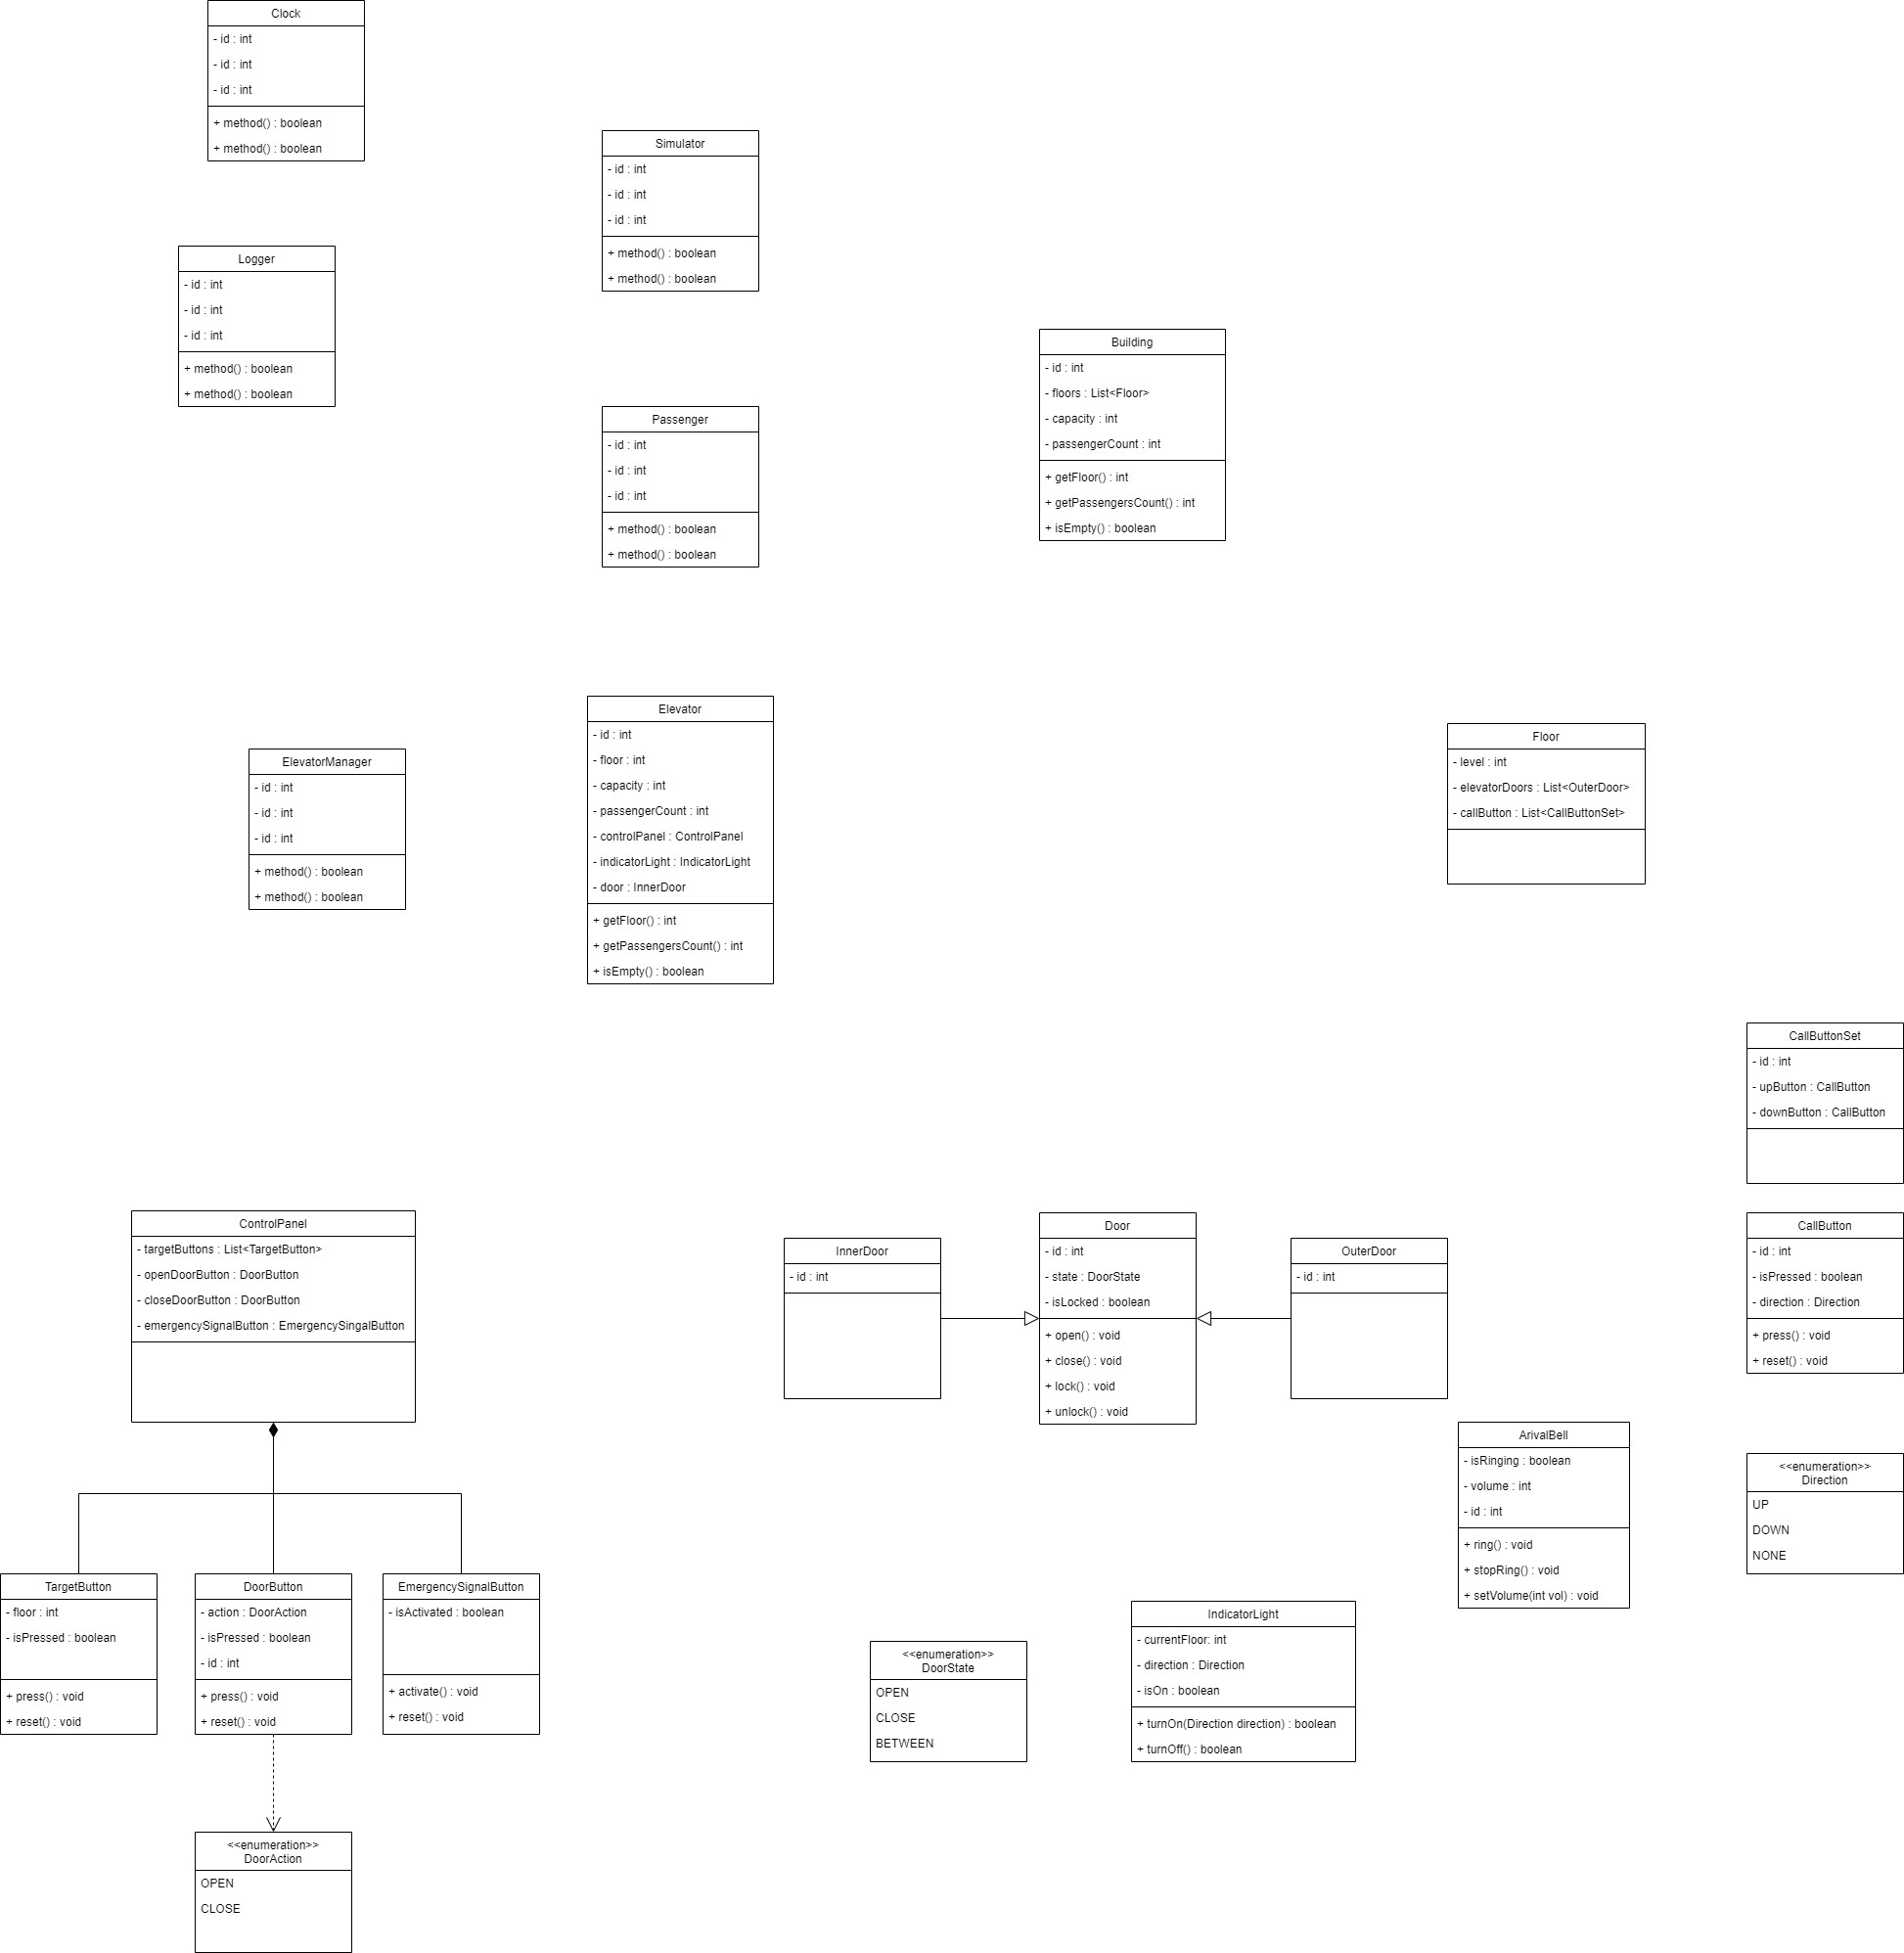 Clock
- id : int
- id : int
- id : int
+ method() : boolean
+ method() : boolean
Simulator
- id : int
- id : int
- id : int
+ method() : boolean
+ method() : boolean
Logger
- id : int
- id : int
- id : int
+ method() : boolean
+ method() : boolean
Building
- id : int
- floors : List<Floor>
- capacity : int
- passengerCount : int
+ getFloor() : int
+ getPassengersCount() : int
+ isEmpty() : boolean
Passenger
- id : int
- id : int
- id : int
+ method() : boolean
+ method() : boolean
Elevator
- id : int
- floor : int
- capacity : int
- passengerCount : int
- controlPanel : ControlPanel
- indicatorLight : IndicatorLight
- door : InnerDoor
+ getFloor() : int
+ getPassengersCount() : int
+ isEmpty() : boolean
Floor
- level : int
- elevatorDoors : List<OuterDoor>
- callButton : List<CallButtonSet>
ElevatorManager
- id : int
- id : int
- id : int
+ method() : boolean
+ method() : boolean
CallButtonSet
- id : int
- upButton : CallButton
- downButton : CallButton
ControlPanel
- targetButtons : List<TargetButton>
- openDoorButton : DoorButton
- closeDoorButton : DoorButton
- emergencySignalButton : EmergencySingalButton
InnerDoor
- id : int
Door
- id : int
- state : DoorState
- isLocked : boolean
+ open() : void
+ close() : void
+ lock() : void
+ unlock() : void
OuterDoor
- id : int
CallButton
- id : int
- isPressed : boolean
- direction : Direction
+ press() : void
+ reset() : void
ArivalBell
- isRinging : boolean
- volume : int
- id : int
+ ring() : void
+ stopRing() : void
+ setVolume(int vol) : void
<<enumeration>>
Direction
UP
DOWN
NONE
TargetButton
- floor : int
- isPressed : boolean
+ press() : void
+ reset() : void
DoorButton
- action : DoorAction
- isPressed : boolean
- id : int
+ press() : void
+ reset() : void
EmergencySignalButton
- isActivated : boolean
+ activate() : void
+ reset() : void
<<enumeration>>
DoorState
OPEN
CLOSE
BETWEEN
IndicatorLight
- currentFloor: int
- direction : Direction
- isOn : boolean
+ turnOn(Direction direction) : boolean
+ turnOff() : boolean
<<enumeration>>
DoorAction
OPEN
CLOSE